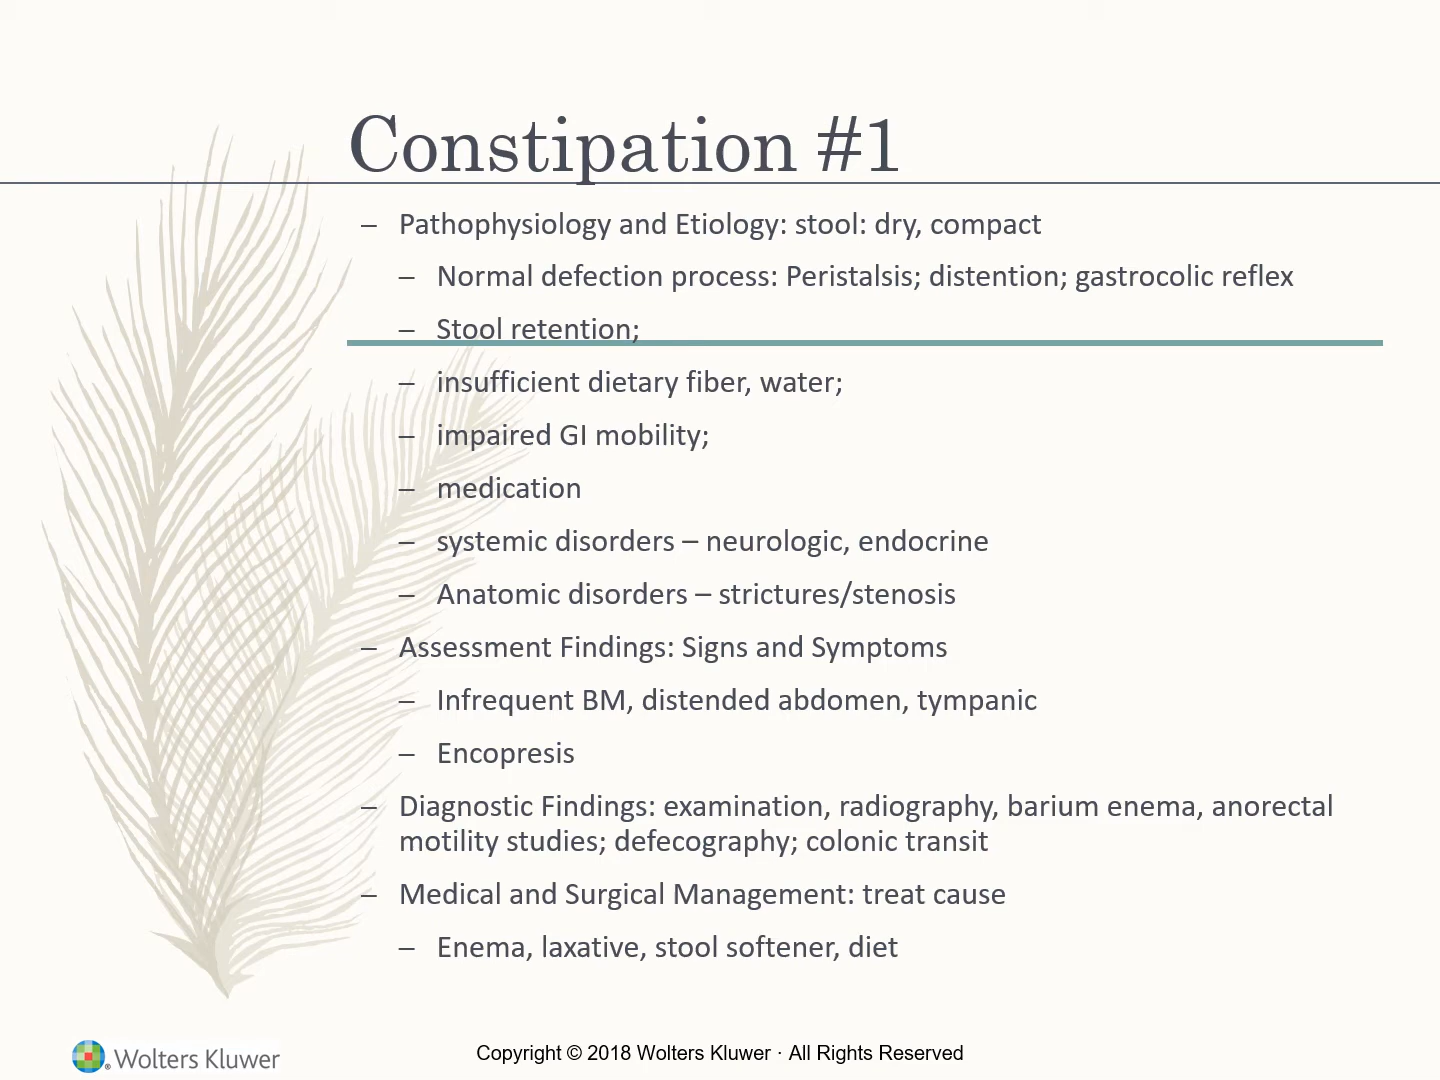 Constipation #1
– Pathophysiology and Etiology: stool: dry, compact
– Normal defection process: Peristalsis; distention; gastrocolic reflex
– Stool retention;
– insufficient dietary fiber, water;
– impaired GI mobility;
– medication
– systemic disorders – neurologic, endocrine
– Anatomic disorders – strictures/stenosis
– Assessment Findings: Signs and Symptoms
– Infrequent BM, distended abdomen, tympanic
– Encopresis
– Diagnostic Findings: examination, radiography, barium enema, anorectal
motility studies; defecography; colonic transit
– Medical and Surgical Management: treat cause
– Enema, laxative, stool softener, diet
Wolters Kluwer
Copyright © 2018 Wolters Kluwer · All Rights Reserved